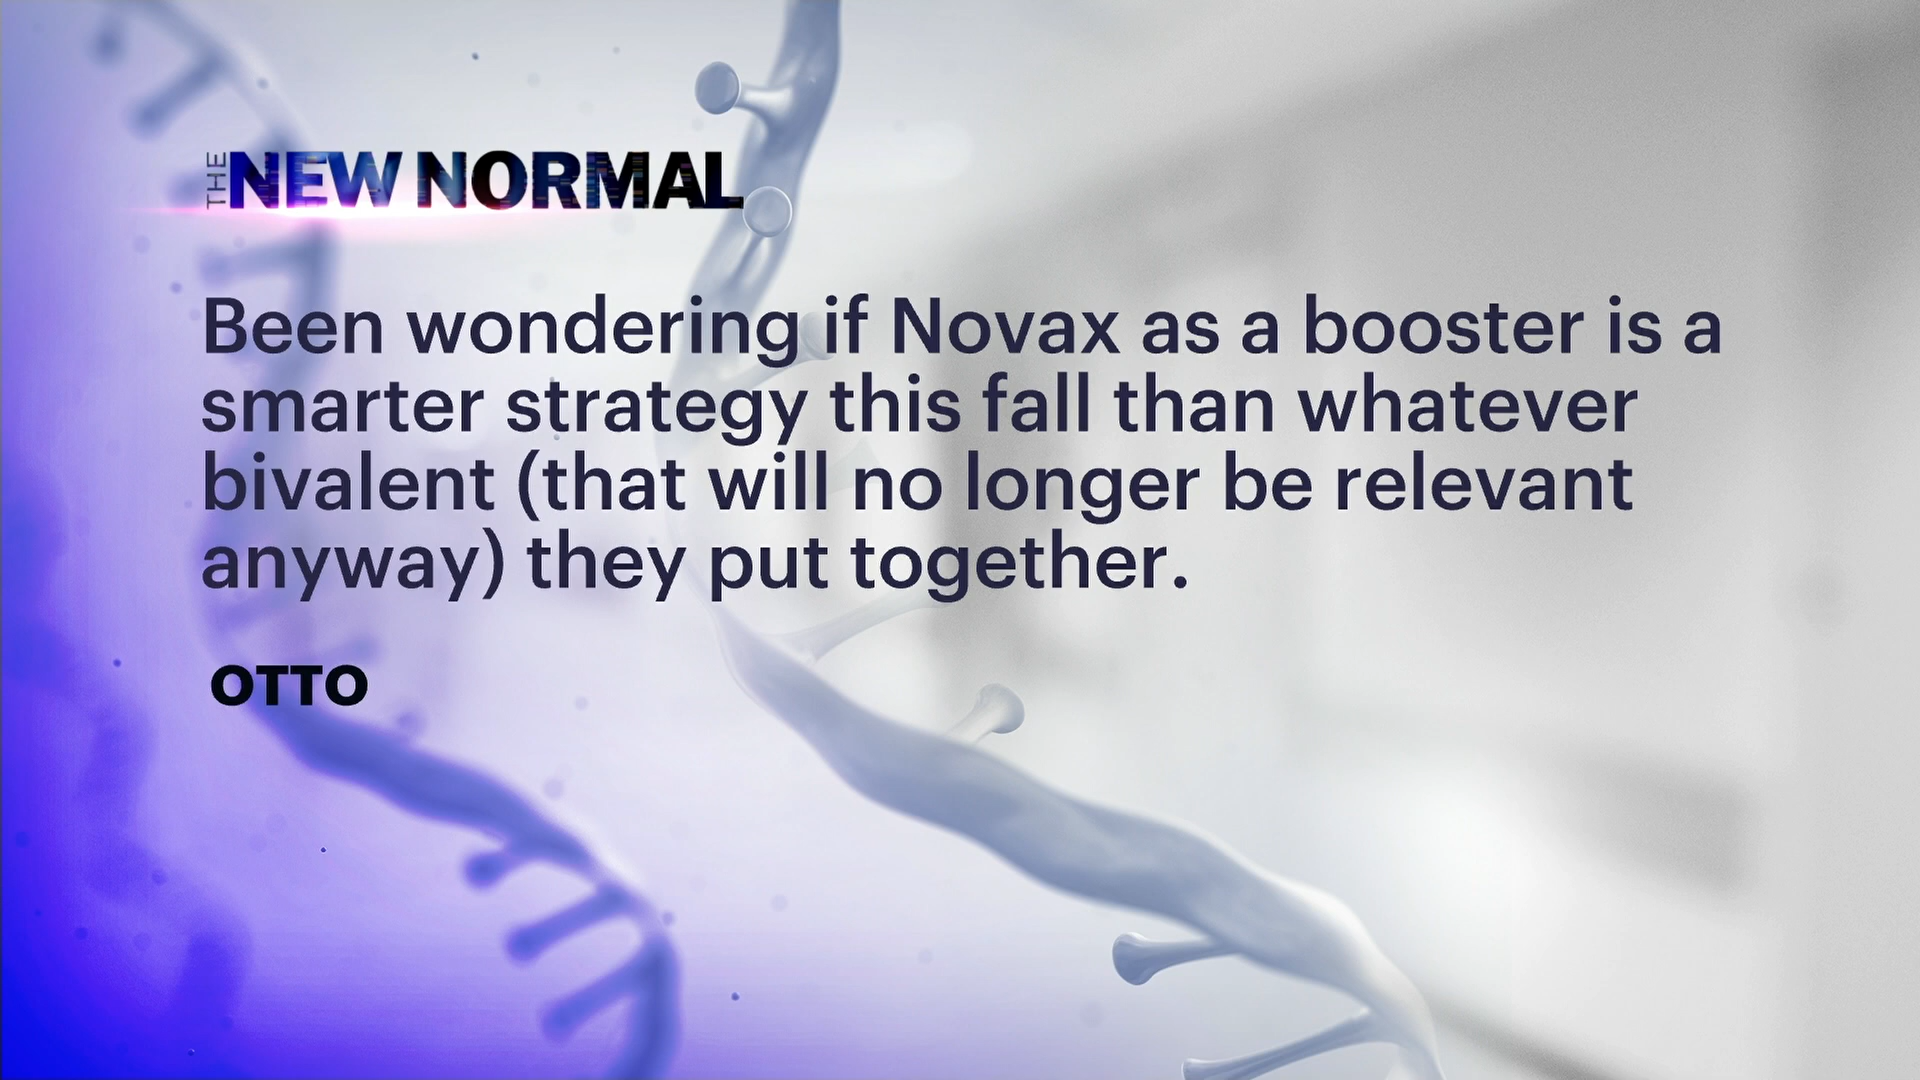 THE NEW NORMAL
Been wondering if Novax as a booster is a
smarter strategy this fall than whatever
bivalent (that will no longer be relevant
anyway) they put together.
OTTO